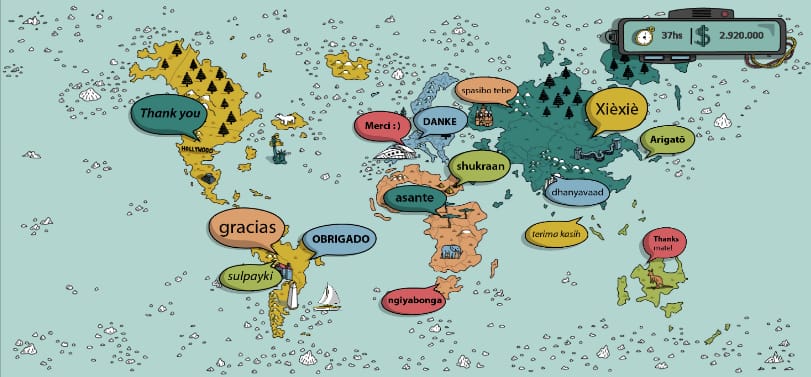 37hs $ 2.920.000
spasibo tebe
Thank you
Xièxiè
Merci :)
DANKE
HOLLYWOOD
Arigatō
shukraan
asante
dhanyavaad
gracias
OBRIGADO
terima kasih
Thanks
mate!
sulpayki
ngiyabonga